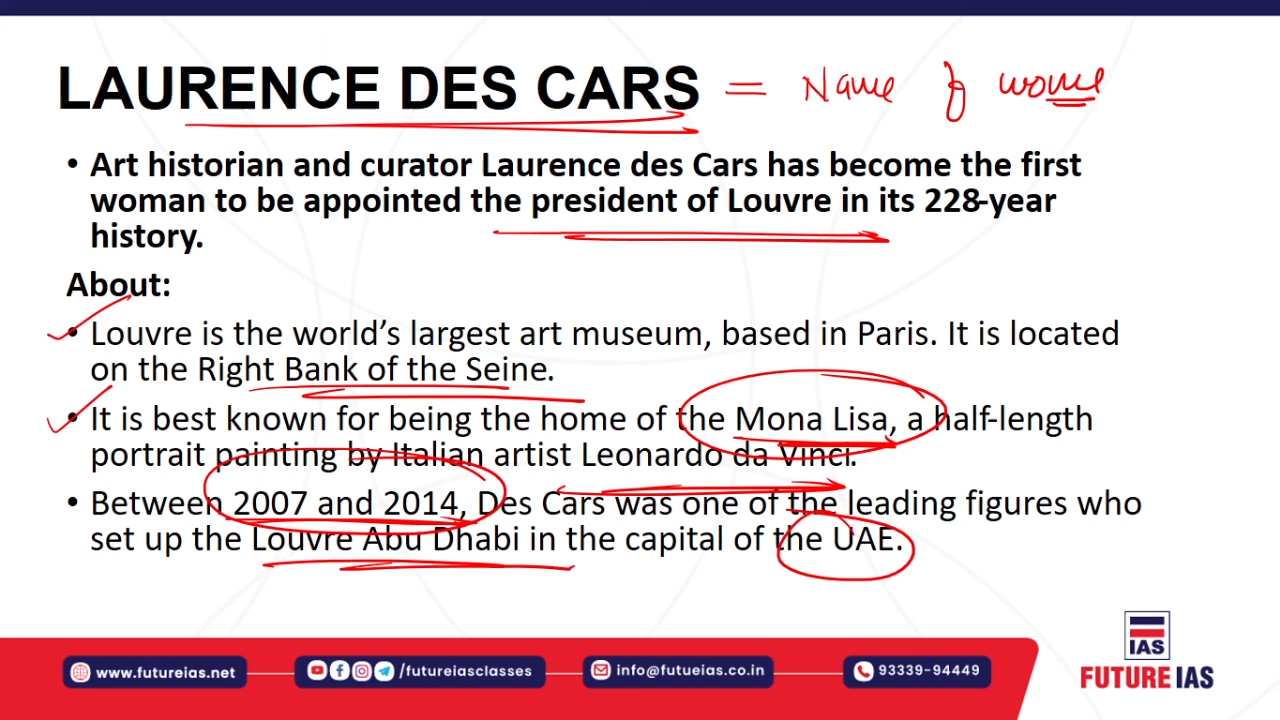 LAURENCE DES CARS = Name of wome
• Art historian and curator Laurence des Cars has become the first
woman to be appointed the president of Louvre in its 228-year
history.
About:
• Louvre is the world’s largest art museum, based in Paris. It is located
on the Right Bank of the Seine.
• It is best known for being the home of the Mona Lisa, a half-length
portrait painting by Italian artist Leonardo da Vinci.
• Between 2007 and 2014, Des Cars was one of the leading figures who
set up the Louvre Abu Dhabi in the capital of the UAE.
IAS
FUTURE IAS
www.futureias.net
/futureiasclasses
info@futueias.co.in
93339-94449